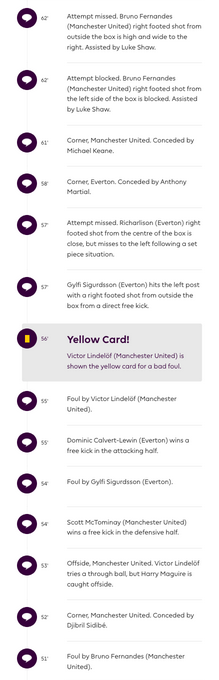 62'
Attempt missed. Bruno Fernandes
(Manchester United) right footed shot from
outside the box is high and wide to the
right. Assisted by Luke Shaw.
62'
Attempt blocked. Bruno Fernandes
(Manchester United) right footed shot from
the left side of the box is blocked. Assisted
by Luke Shaw.
61'
Corner, Manchester United. Conceded by
Michael Keane.
58'
Corner, Everton. Conceded by Anthony
Martial.
57'
Attempt missed. Richarlison (Everton) right
footed shot from the centre of the box is
close, but misses to the left following a set
piece situation.
57'
Gylfi Sigurdsson (Everton) hits the left post
with a right footed shot from outside the
box from a direct free kick.
56'
Yellow Card!
Victor Lindelöf (Manchester United) is
shown the yellow card for a bad foul.
55'
Foul by Victor Lindelöf (Manchester
United).
55'
Dominic Calvert-Lewin (Everton) wins a
free kick in the attacking half.
54'
Foul by Gylfi Sigurdsson (Everton).
54'
Scott McTominay (Manchester United)
wins a free kick in the defensive half.
53'
Offside, Manchester United. Victor Lindelöf
tries a through ball, but Harry Maguire is
caught offside.
52'
Corner, Manchester United. Conceded by
Djibril Sidibé.
51'
Foul by Bruno Fernandes (Manchester
United).